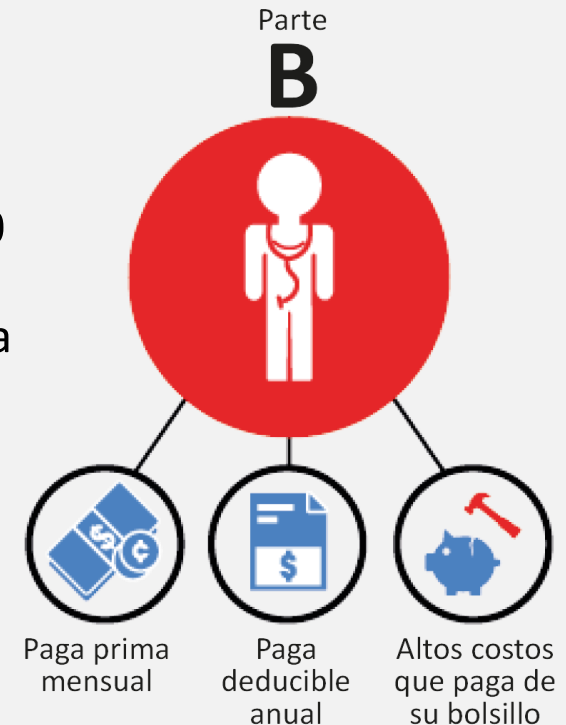 Parte
B
o
a
$
¢
$
Paga prima
mensual
Paga
deducible
anual
Altos costos
que paga de
su bolsillo